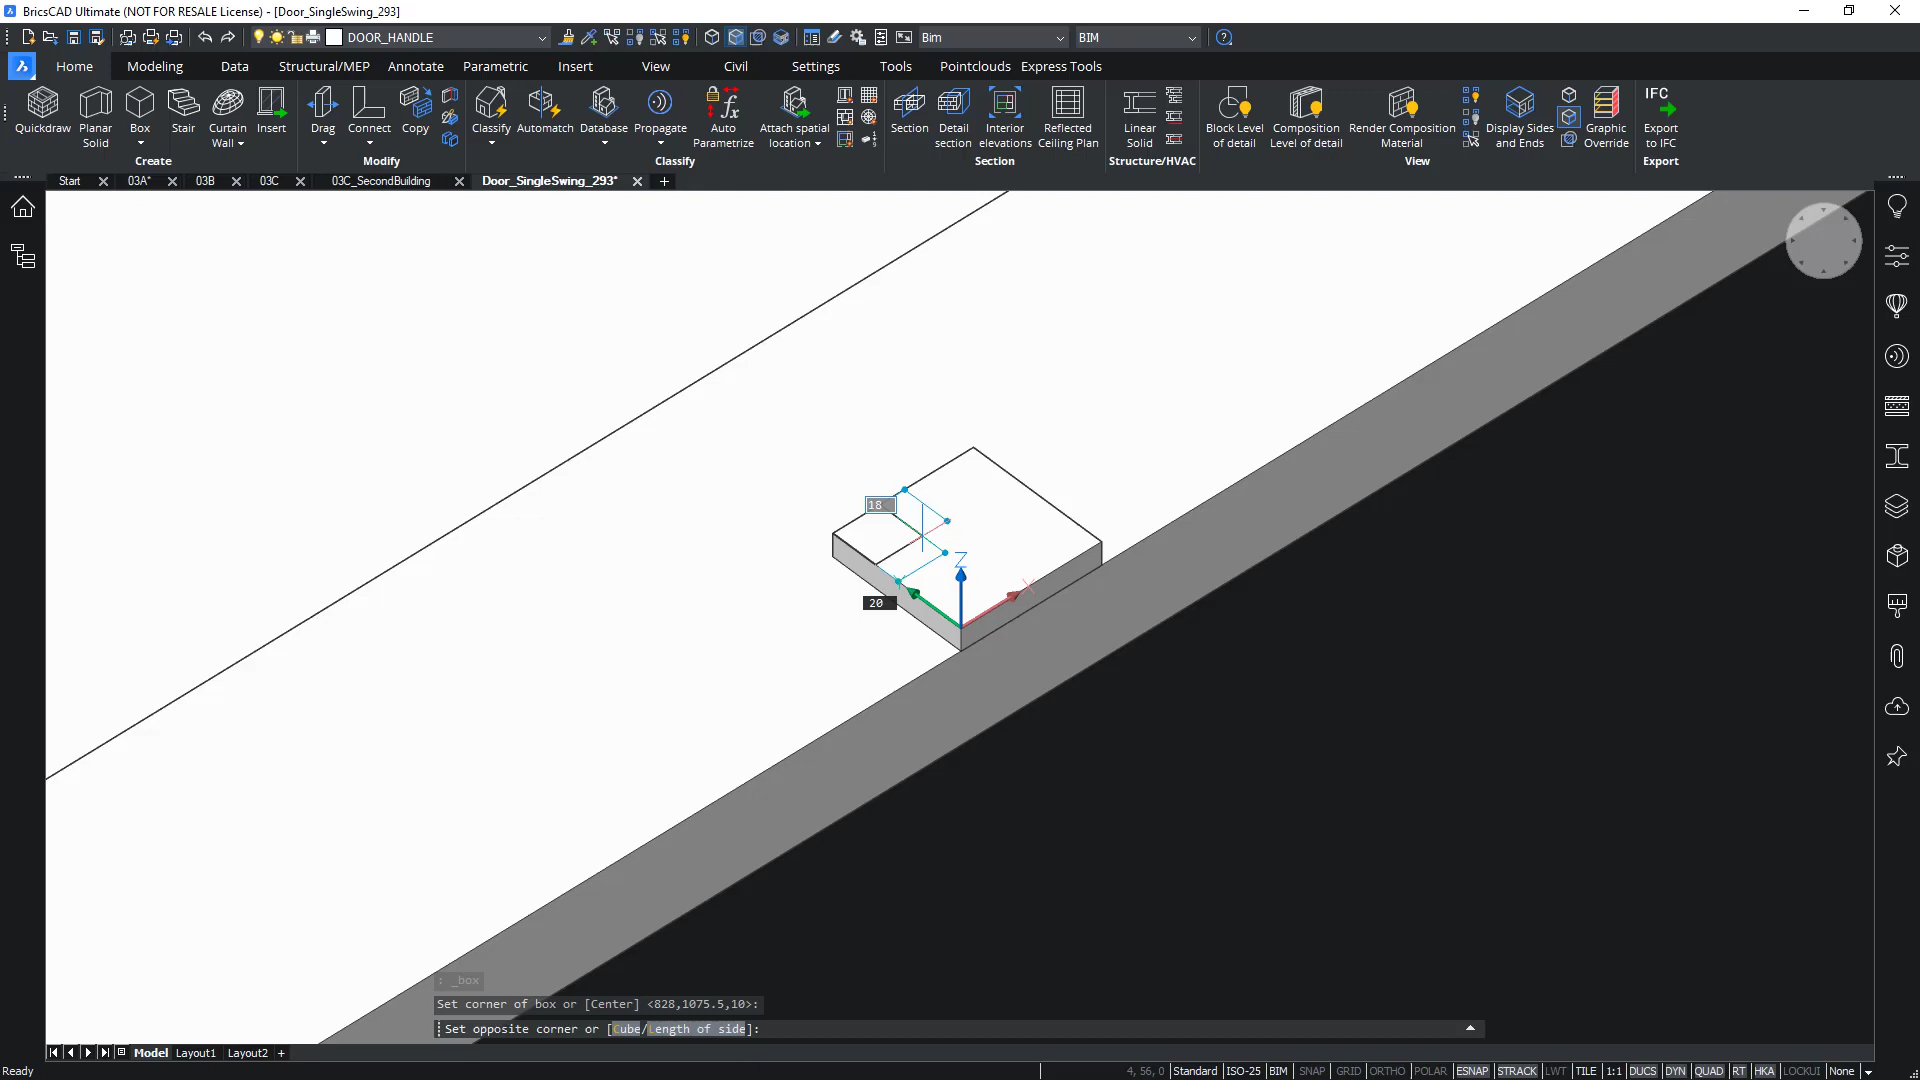 BricsCAD Ultimate (NOT FOR RESALE License) - [Door_SingleSwing_293]
DOOR_HANDLE
Bim
BIM
Home Modeling Data Structural/MEP Annotate Parametric Insert View Civil Settings Tools Pointclouds Express Tools
Quickdraw
Planar Solid
Box
Stair
Curtain Wall
Insert
Create
Drag
Connect
Copy
Modify
Classify
Automatch
Database
Propagate
Auto Parametrize
Attach spatial location
Classify
Section
Detail section
Interior elevations
Reflected Ceiling Plan
Section
Linear Solid
Structure/HVAC
Block Level of detail
Composition Level of detail
Render Composition Material
Display Sides and Ends
Graphic Override
View
IFC
Export to IFC
Export
Start 03A* 03B 03C 03C_SecondBuilding Door_SingleSwing_293*
18
Z
X
20
: _box
Set corner of box or [Center] <828,1075.5,10>:
Set opposite corner or [Cube/Length of side]:
Model Layout1 Layout2 +
Ready
4, 56, 0 Standard ISO-25 BIM SNAP GRID ORTHO POLAR ESNAP STRACK LWT TILE 1:1 DUCS DYN QUAD RT HKA LOCKUI None